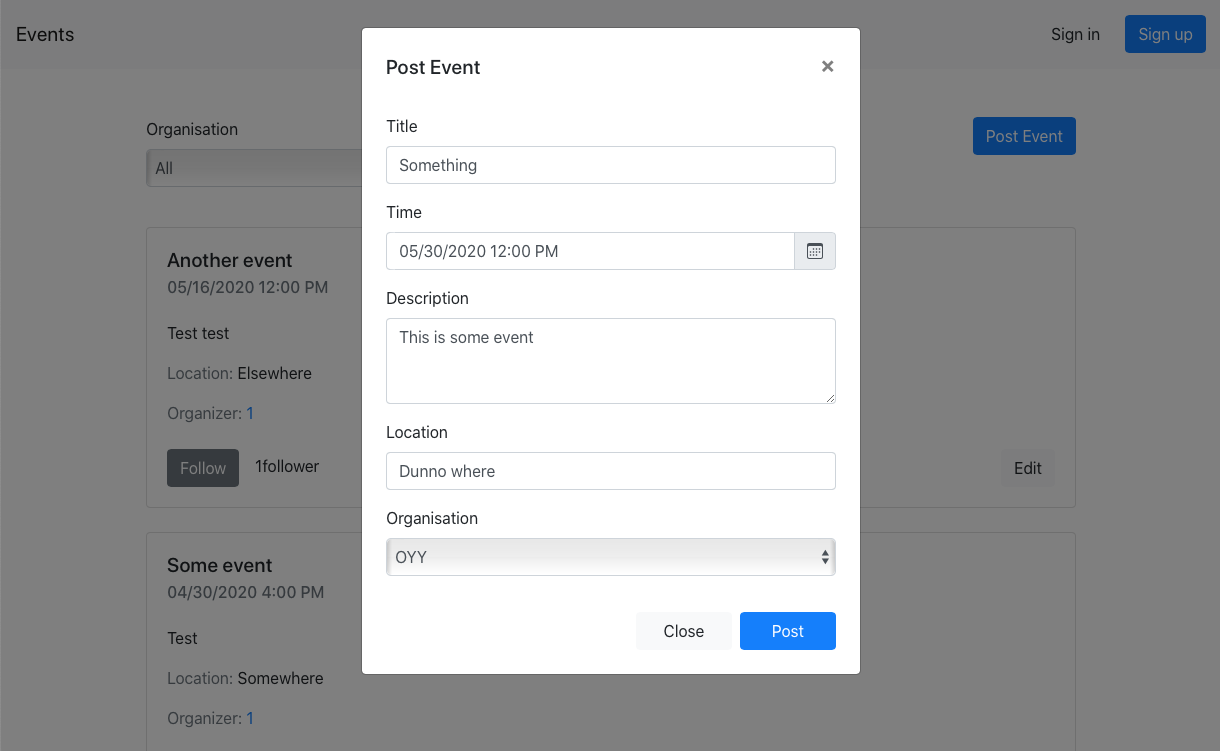 Events
Sign in
Sign up
Organisation
All
Post Event
Another event
05/16/2020 12:00 PM
Test test
Location: Elsewhere
Organizer: 1
Follow
1follower
Edit
Some event
04/30/2020 4:00 PM
Test
Location: Somewhere
Organizer: 1
Post Event
×
Title
Something
Time
05/30/2020 12:00 PM
Description
This is some event
Location
Dunno where
Organisation
OYY
Close
Post